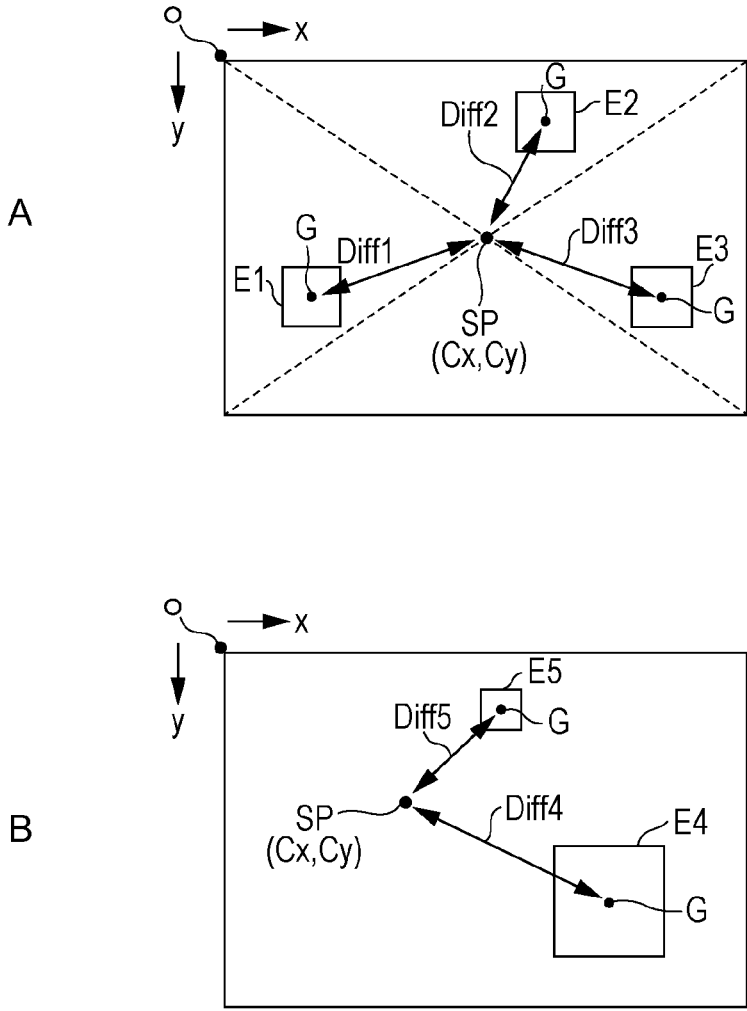 O
x
y
A
G
E2
Diff2
G
Diff1
Diff3
E3
E1
G
SP
(Cx,Cy)
O
x
y
B
E5
Diff5
G
SP
(Cx,Cy)
Diff4
E4
G